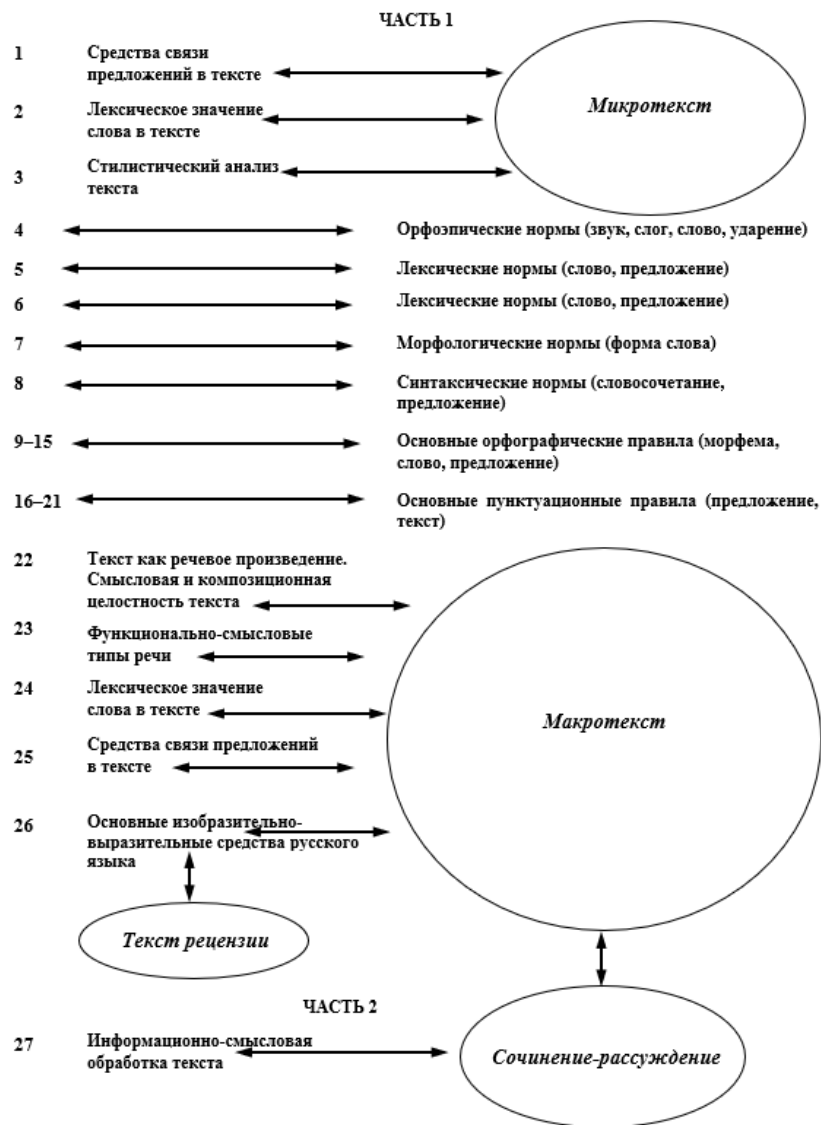 ЧАСТЬ 1
1 Средства связи
предложений в тексте
Микротекст
2 Лексическое значение
слова в тексте
3 Стилистический анализ
текста
4 Орфоэпические нормы (звук, слог, слово, ударение)
5 Лексические нормы (слово, предложение)
6 Лексические нормы (слово, предложение)
7 Морфологические нормы (форма слова)
8 Синтаксические нормы (словосочетание,
предложение)
9–15 Основные орфографические правила (морфема,
слово, предложение)
16–21 Основные пунктуационные правила (предложение,
текст)
22 Текст как речевое произведение.
Смысловая и композиционная
целостность текста
23 Функционально-смысловые
типы речи
24 Лексическое значение
слова в тексте
Макротекст
25 Средства связи предложений
в тексте
26 Основные изобразительно-
выразительные средства русского
языка
Текст рецензии
ЧАСТЬ 2
27 Информационно-смысловая
обработка текста
Сочинение-рассуждение